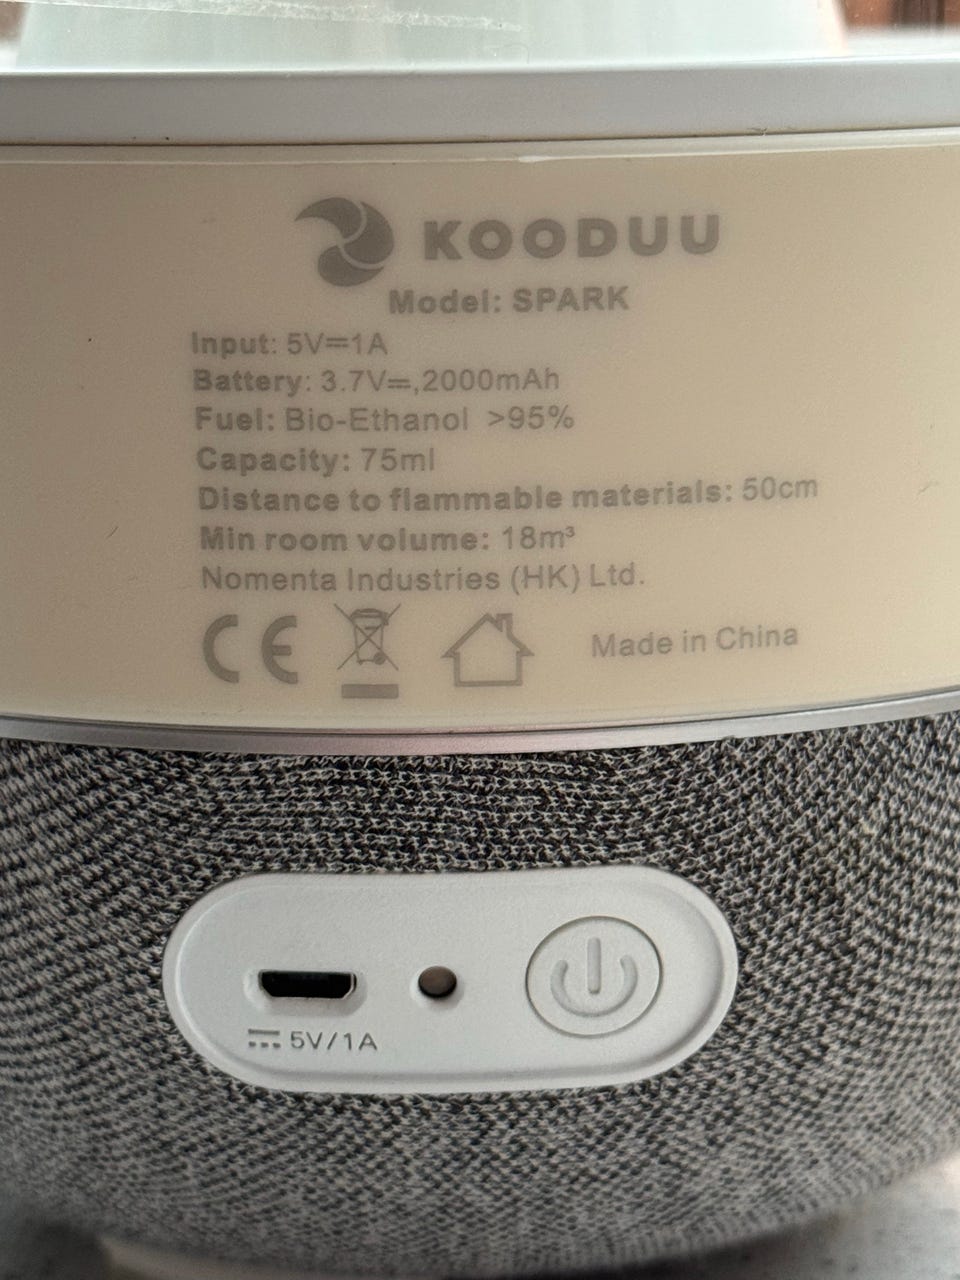 KOODUU
Model: SPARK
Input: 5V⎓1A
Battery: 3.7V⎓,2000mAh
Fuel: Bio-Ethanol >95%
Capacity: 75ml
Distance to flammable materials: 50cm
Min room volume: 18m³
Nomenta Industries (HK) Ltd.
CE Made in China
⎓ 5V/1A